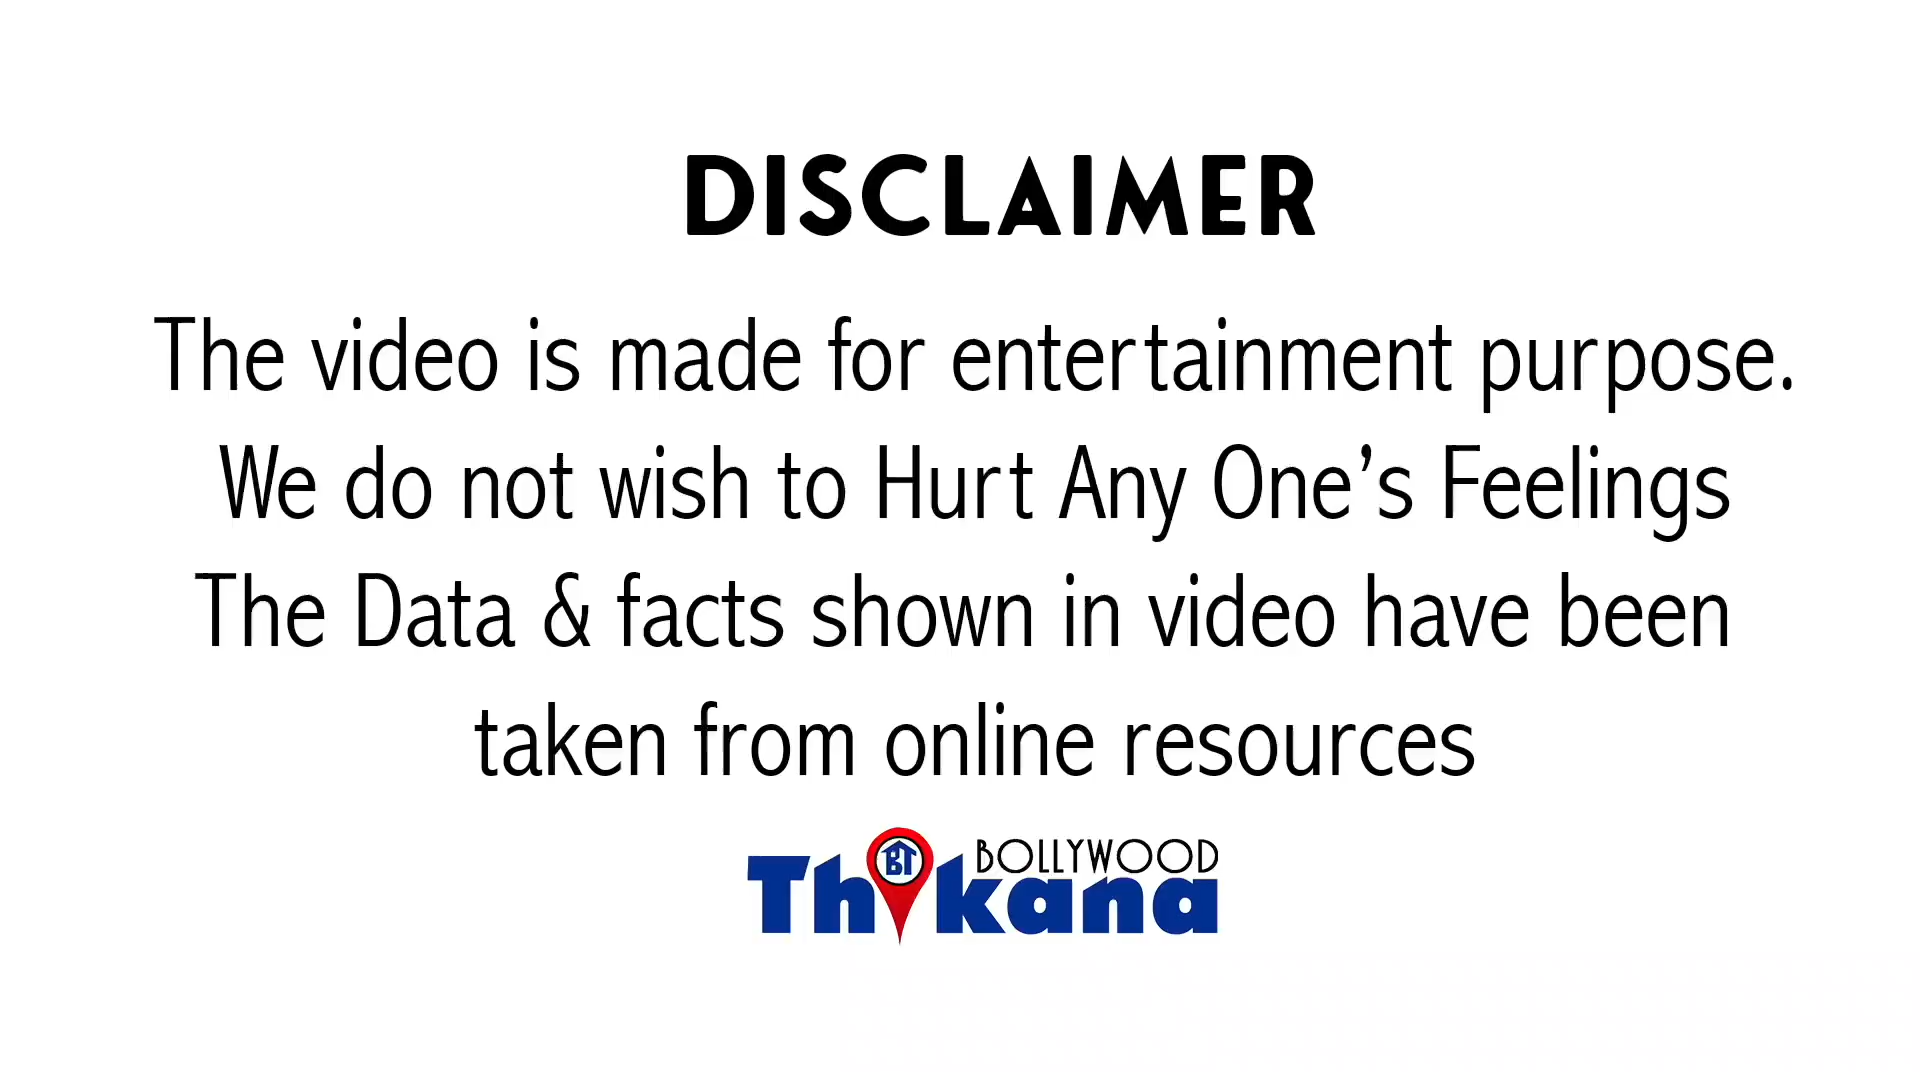 DISCLAIMER
The video is made for entertainment purpose.
We do not wish to Hurt Any One’s Feelings
The Data & facts shown in video have been
taken from online resources
BT
BOLLYWOOD
Thikana